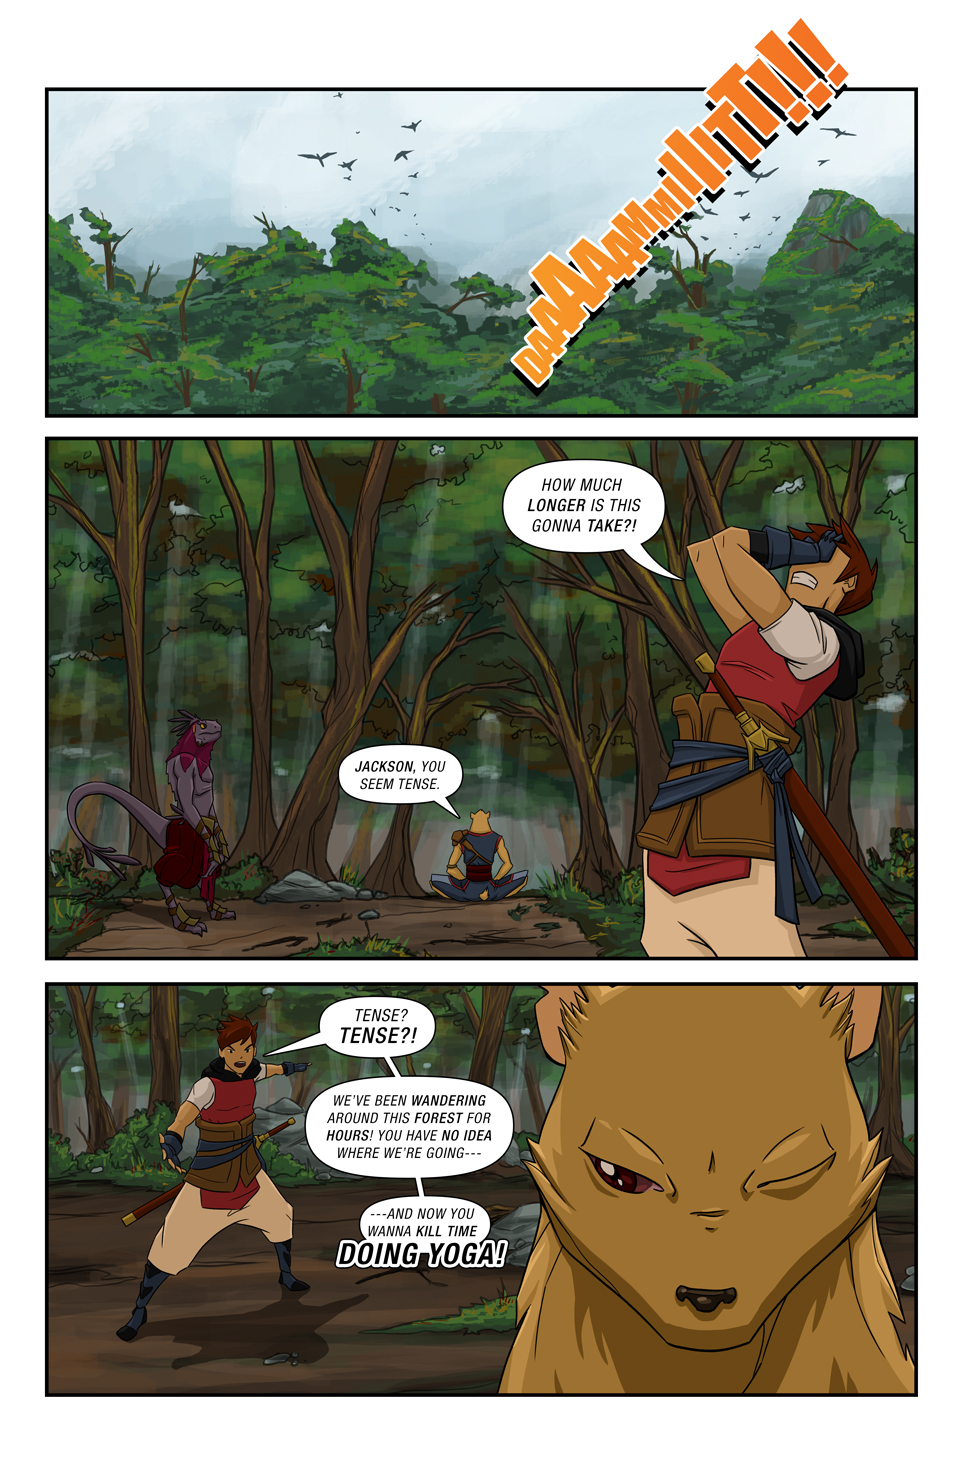 DAAAAAAMMIIIITTT!!!!
HOW MUCH
LONGER IS THIS
GONNA TAKE?!
JACKSON, YOU
SEEM TENSE.
TENSE?
TENSE?!
WE'VE BEEN WANDERING
AROUND THIS FOREST FOR
HOURS! YOU HAVE NO IDEA
WHERE WE'RE GOING---
---AND NOW YOU
WANNA KILL TIME
DOING YOGA!